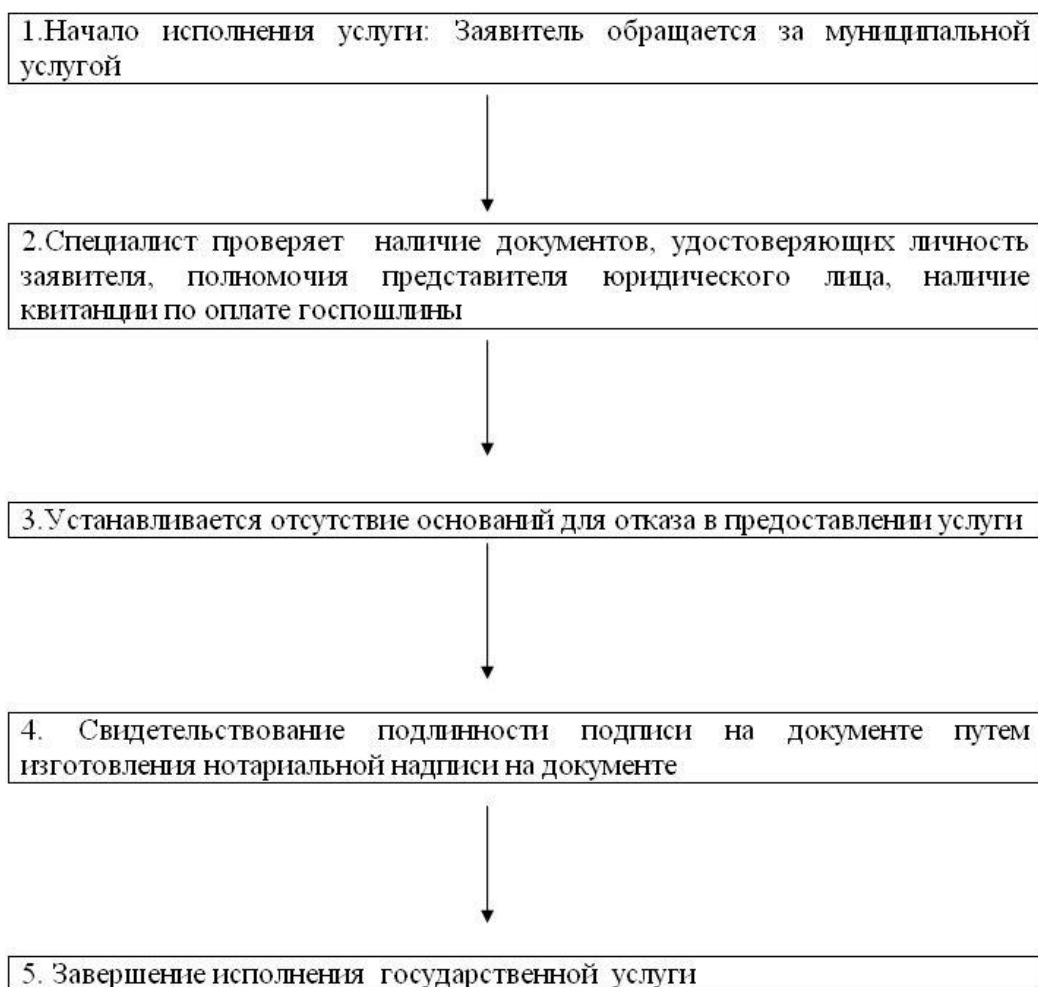 1.Начало исполнения услуги: Заявитель обращается за муниципальной
услугой
2.Специалист проверяет наличие документов, удостоверяющих личность
заявителя, полномочия представителя юридического лица, наличие
квитанции по оплате госпошлины
3.Устанавливается отсутствие оснований для отказа в предоставлении услуги
4. Свидетельствование подлинности подписи на документе путем
изготовления нотариальной надписи на документе
5. Завершение исполнения государственной услуги